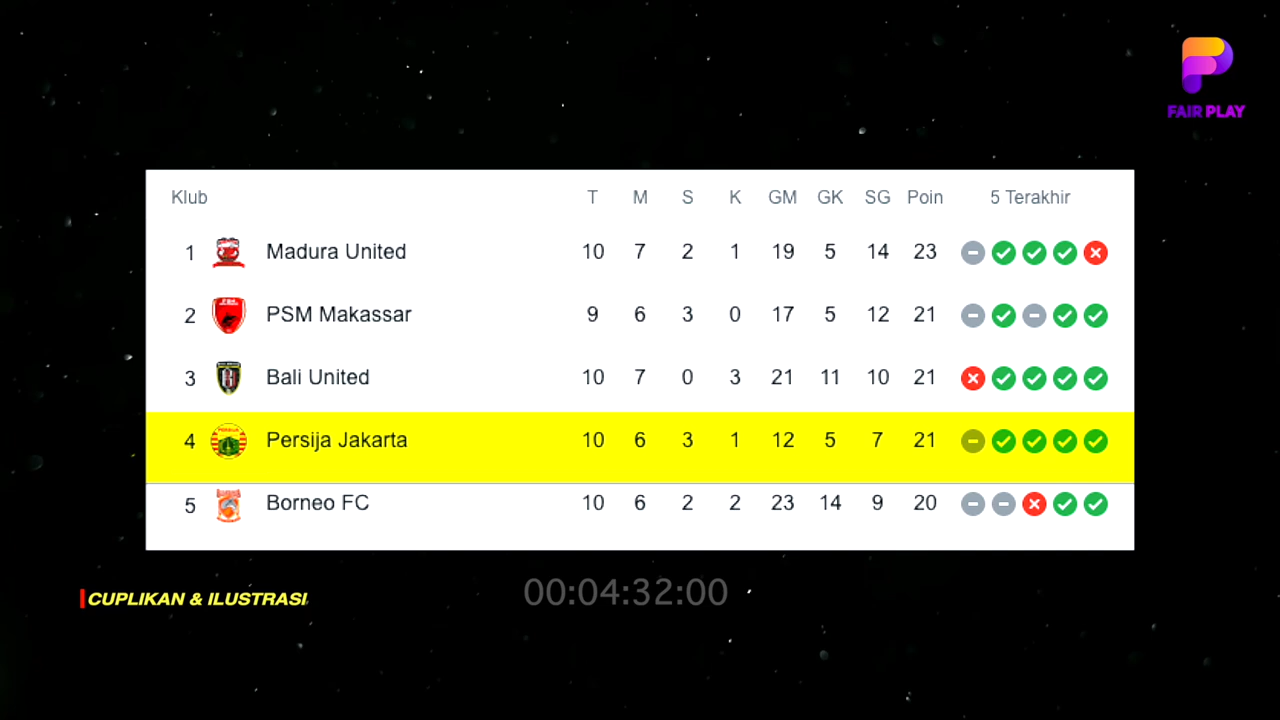 FAIR PLAY
Klub T M S K GM GK SG Poin 5 Terakhir
1 Madura United 10 7 2 1 19 5 14 23
2 PSM Makassar 9 6 3 0 17 5 12 21
3 Bali United 10 7 0 3 21 11 10 21
4 Persija Jakarta 10 6 3 1 12 5 7 21
5 Borneo FC 10 6 2 2 23 14 9 20
00:04:32:00
CUPLIKAN & ILUSTRASI